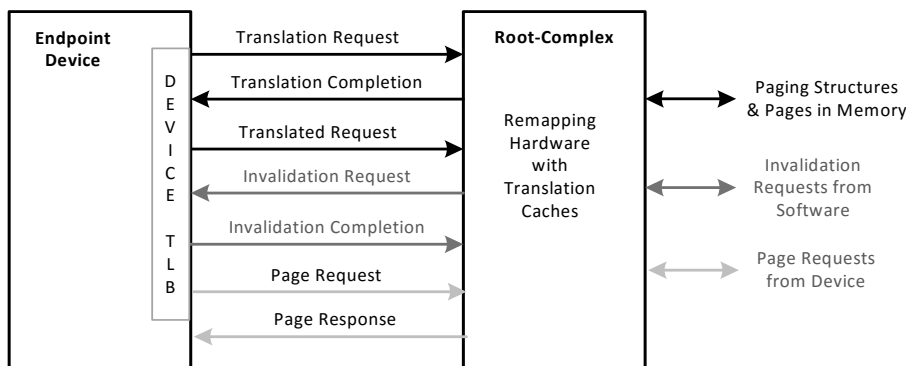 Endpoint
Device
D
E
V
I
C
E
T
L
B
Translation Request
Translation Completion
Translated Request
Invalidation Request
Invalidation Completion
Page Request
Page Response
Root-Complex
Remapping
Hardware
with
Translation
Caches
Paging Structures
& Pages in Memory
Invalidation
Requests from
Software
Page Requests
from Device